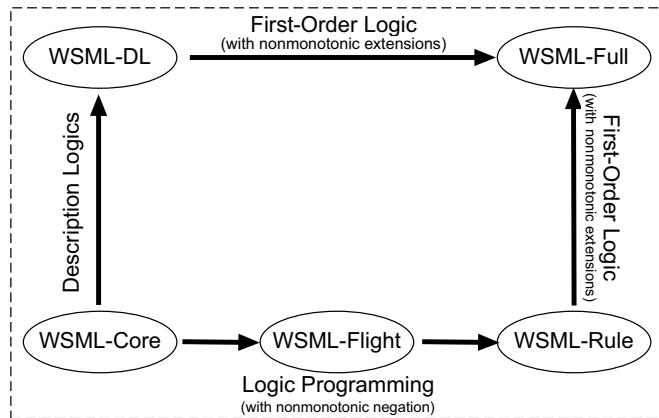 First-Order Logic
(with nonmonotonic extensions)
WSML-DL
WSML-Full
Description Logics
First-Order Logic
(with nonmonotonic extensions)
WSML-Core
WSML-Flight
WSML-Rule
Logic Programming
(with nonmonotonic negation)